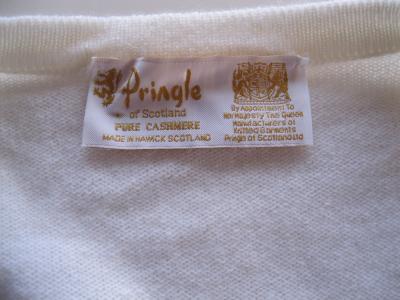 Pringle
of Scotland
PURE CASHMERE
MADE IN HAWICK SCOTLAND
By Appointment To
Her Majesty The Queen
Manufacturers of
Knitted Garments
Pringle of Scotland Ltd